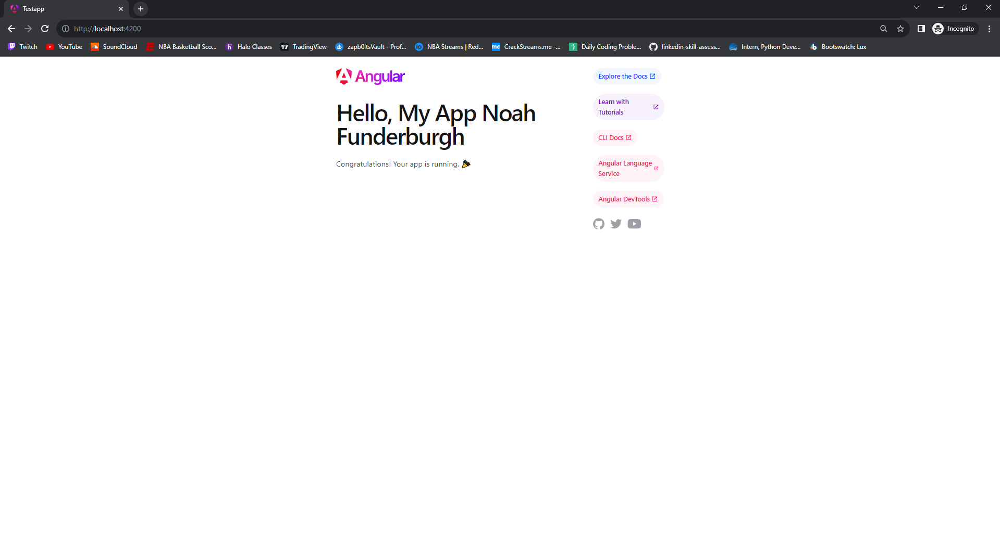 Testapp
http://localhost:4200
Incognito
Twitch
YouTube
SoundCloud
NBA Basketball Sco...
Halo Classes
TradingView
zapb0ltsVault - Prof...
NBA Streams | Red...
CrackStreams.me -...
Daily Coding Proble...
linkedin-skill-assess...
Intern, Python Deve...
Bootswatch: Lux
Angular
Hello, My App Noah
Funderburgh
Congratulations! Your app is running. 🎉
Explore the Docs
Learn with
Tutorials
CLI Docs
Angular Language
Service
Angular DevTools